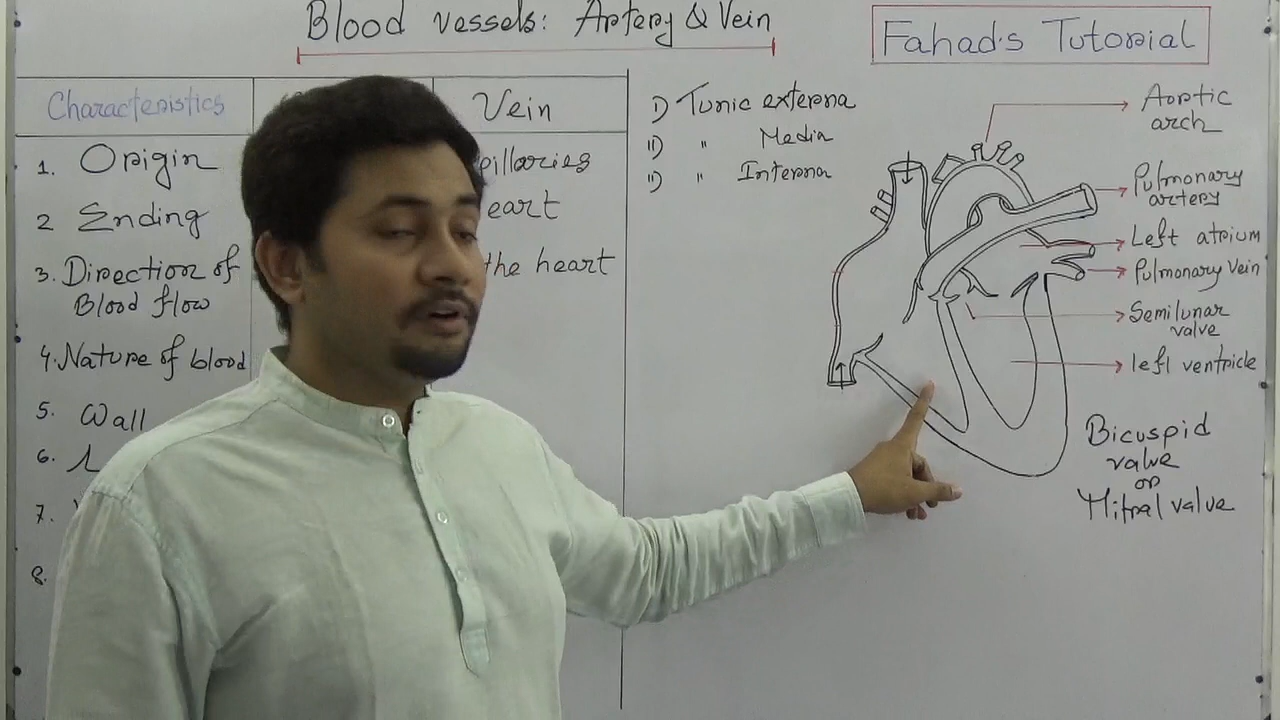 Blood vessels: Artery & Vein
Fahad's Tutorial
Characteristics
Vein
1. Origin
pillaries
2 Ending
eart
3. Direction of
Blood flow
the heart
4. Nature of blood
5. Wall
6.
7.
8.
I) Tunic externa
II) " Media
II) " Interna
Aortic
arch
Pulmonary
artery
Left atrium
Pulmonary Vein
Semilunar
valve
left ventricle
Bicuspid
valve
or
Mitral valve